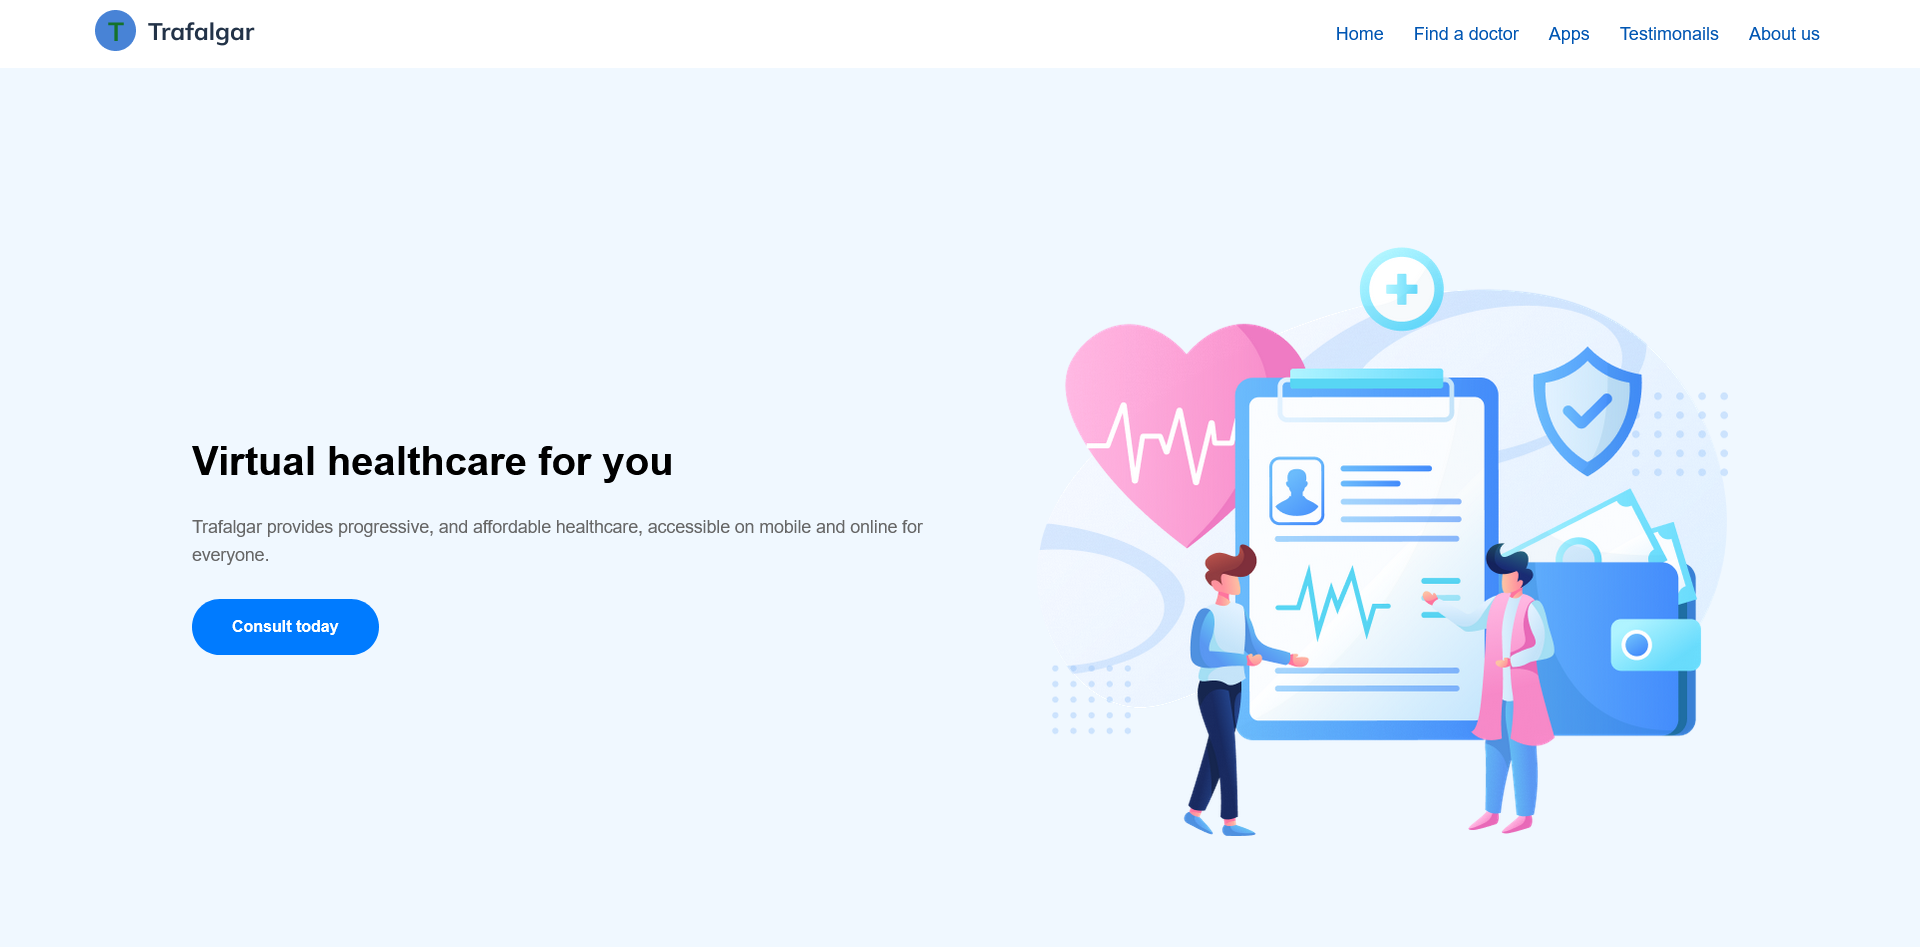 T Trafalgar
Home Find a doctor Apps Testimonails About us
Virtual healthcare for you
Trafalgar provides progressive, and affordable healthcare, accessible on mobile and online for
everyone.
Consult today